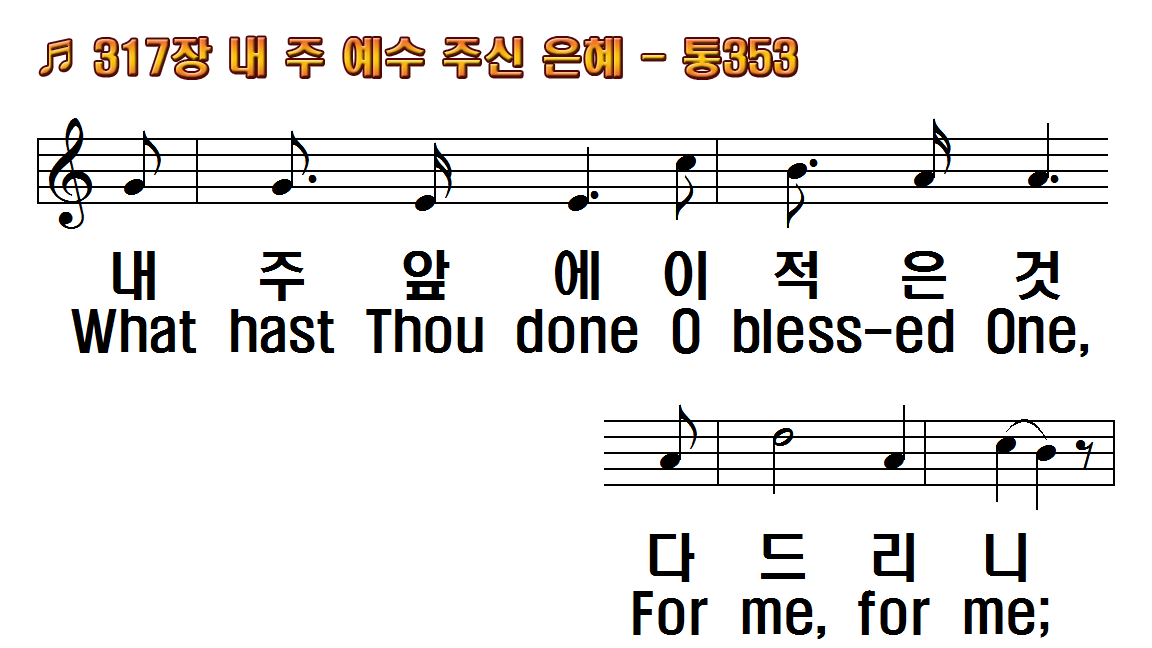 ♬ 317장 내 주 예수 주신 은혜 - 통353
내 주 앞 에 이 적 은 것
What hast Thou done O bless-ed One,
다 드 리 니
For me, for me;